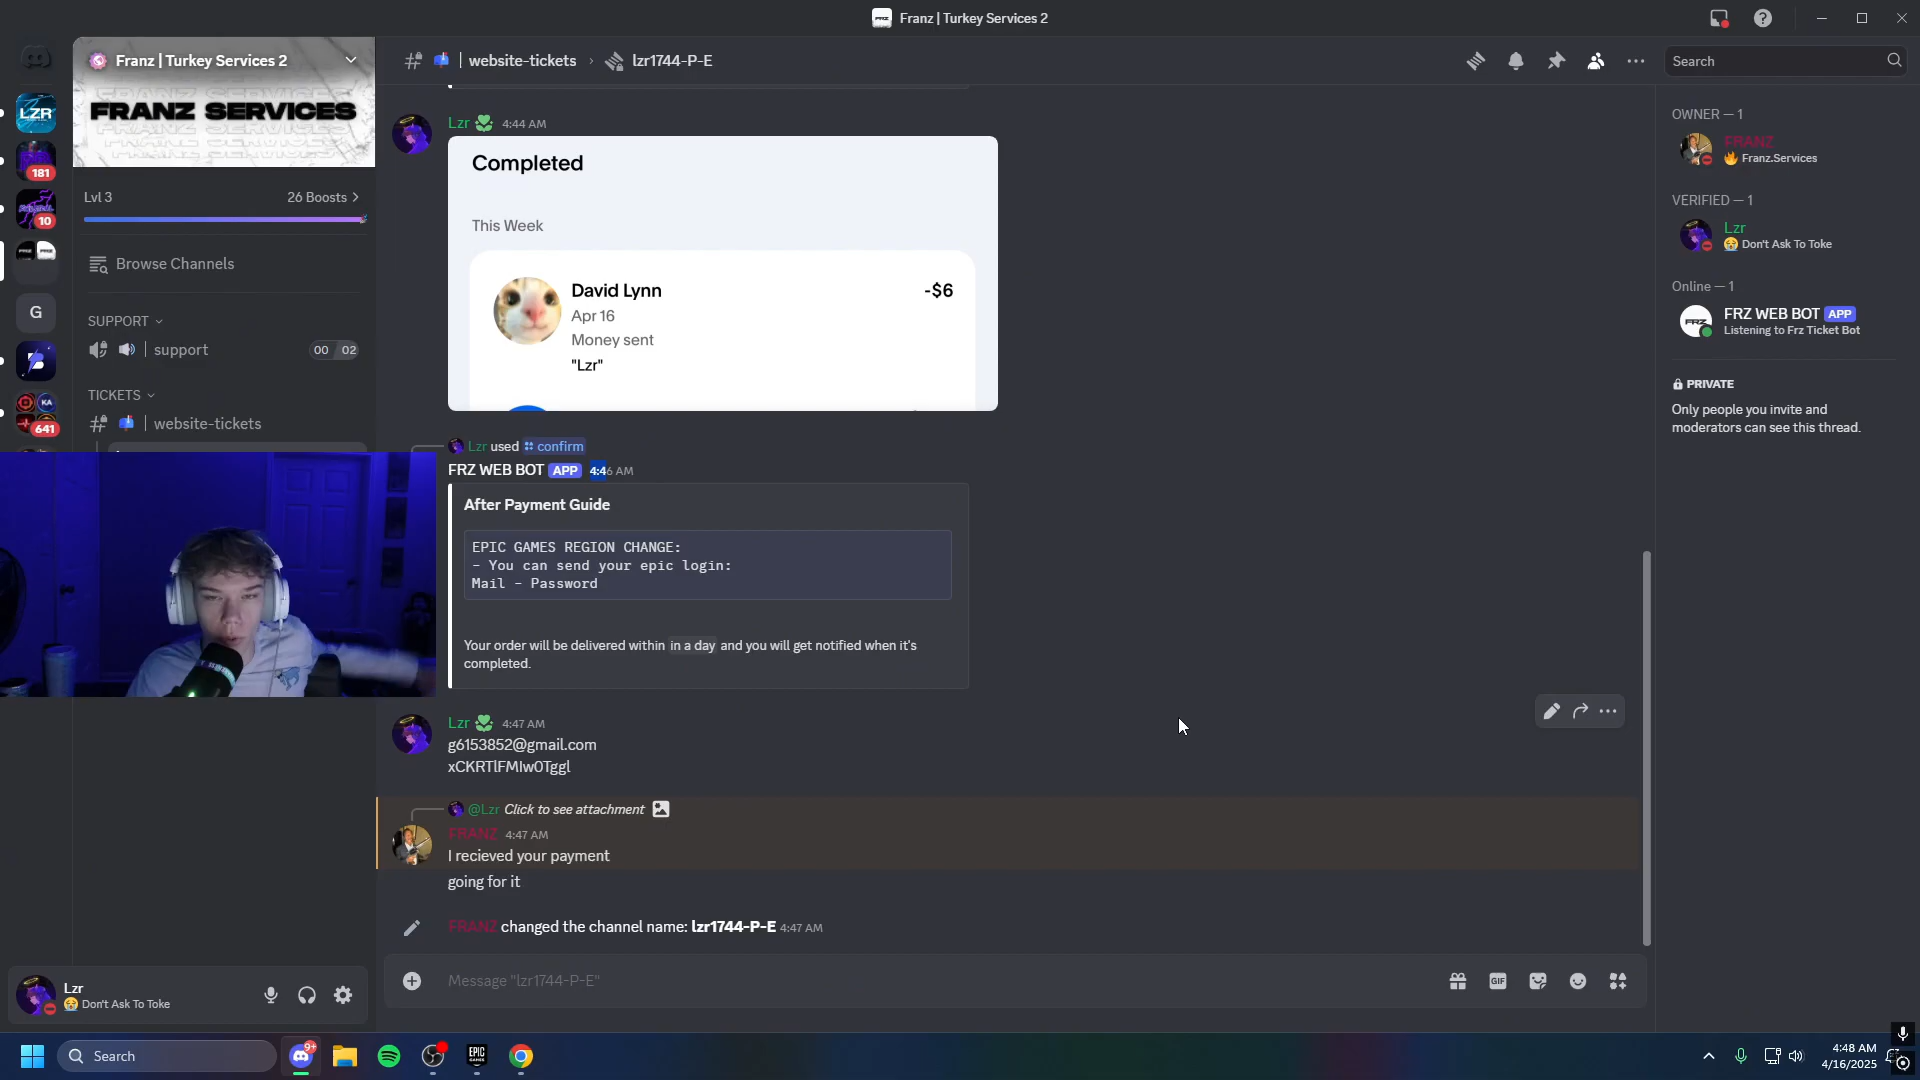 Franz | Turkey Services 2
Franz | Turkey Services 2
FRANZ SERVICES
Lvl 3
26 Boosts
Browse Channels
SUPPORT
support
00 02
TICKETS
website-tickets
LZR
181
10
G
641
| website-tickets › lzr1744-P-E
Search
Lzr 4:44 AM
Completed
This Week
David Lynn
-$6
Apr 16
Money sent
"Lzr"
Lzr used confirm
FRZ WEB BOT APP 4:46 AM
After Payment Guide
EPIC GAMES REGION CHANGE:
- You can send your epic login:
Mail - Password
Your order will be delivered within in a day and you will get notified when it's
completed.
Lzr 4:47 AM
g6153852@gmail.com
xCKRTlFMIw0Tggl
@Lzr Click to see attachment
FRANZ 4:47 AM
I recieved your payment
going for it
FRANZ changed the channel name: lzr1744-P-E 4:47 AM
Message "lzr1744-P-E"
GIF
OWNER — 1
FRANZ
Franz.Services
VERIFIED — 1
Lzr
Don't Ask To Toke
Online — 1
FRZ WEB BOT APP
Listening to Frz Ticket Bot
PRIVATE
Only people you invite and
moderators can see this thread.
Lzr
Don't Ask To Toke
Search
9+
EPIC
GAMES
4:48 AM
4/16/2025